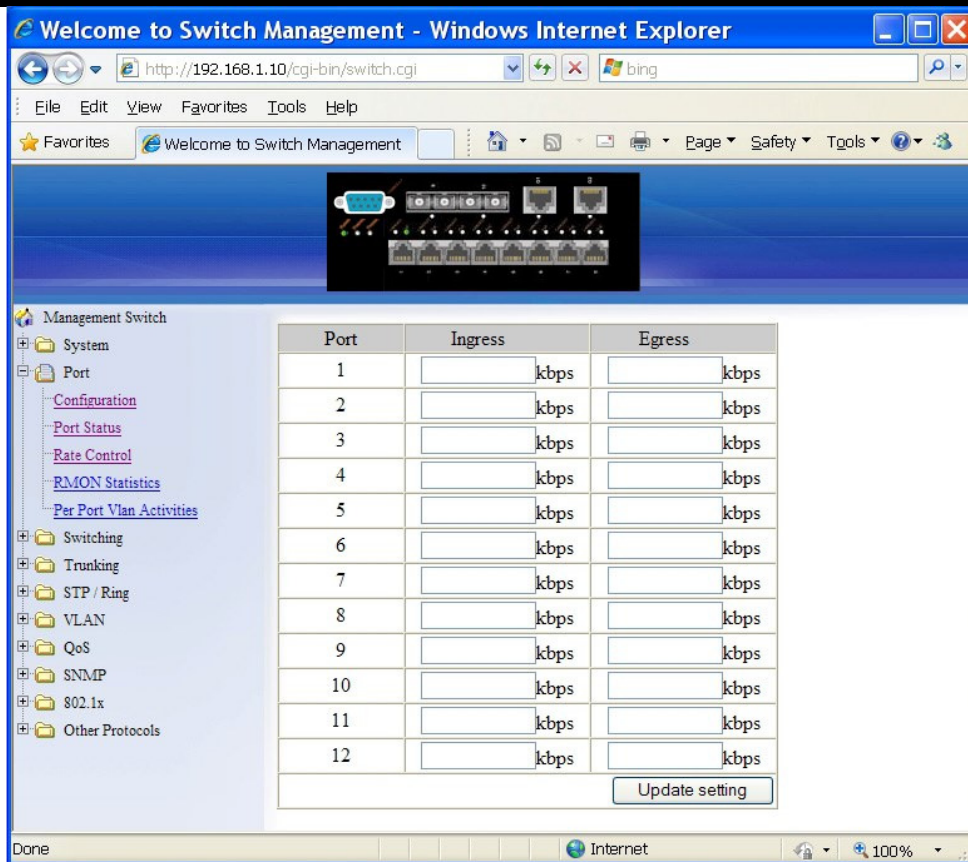 Welcome to Switch Management - Windows Internet Explorer
http://192.168.1.10/cgi-bin/switch.cgi
bing
File Edit View Favorites Tools Help
Favorites Welcome to Switch Management Page Safety Tools
Management Switch
System
Port
Configuration
Port Status
Rate Control
RMON Statistics
Per Port Vlan Activities
Switching
Trunking
STP / Ring
VLAN
QoS
SNMP
802.1x
Other Protocols
Port Ingress Egress
1 kbps kbps
2 kbps kbps
3 kbps kbps
4 kbps kbps
5 kbps kbps
6 kbps kbps
7 kbps kbps
8 kbps kbps
9 kbps kbps
10 kbps kbps
11 kbps kbps
12 kbps kbps
Update setting
Done Internet 100%